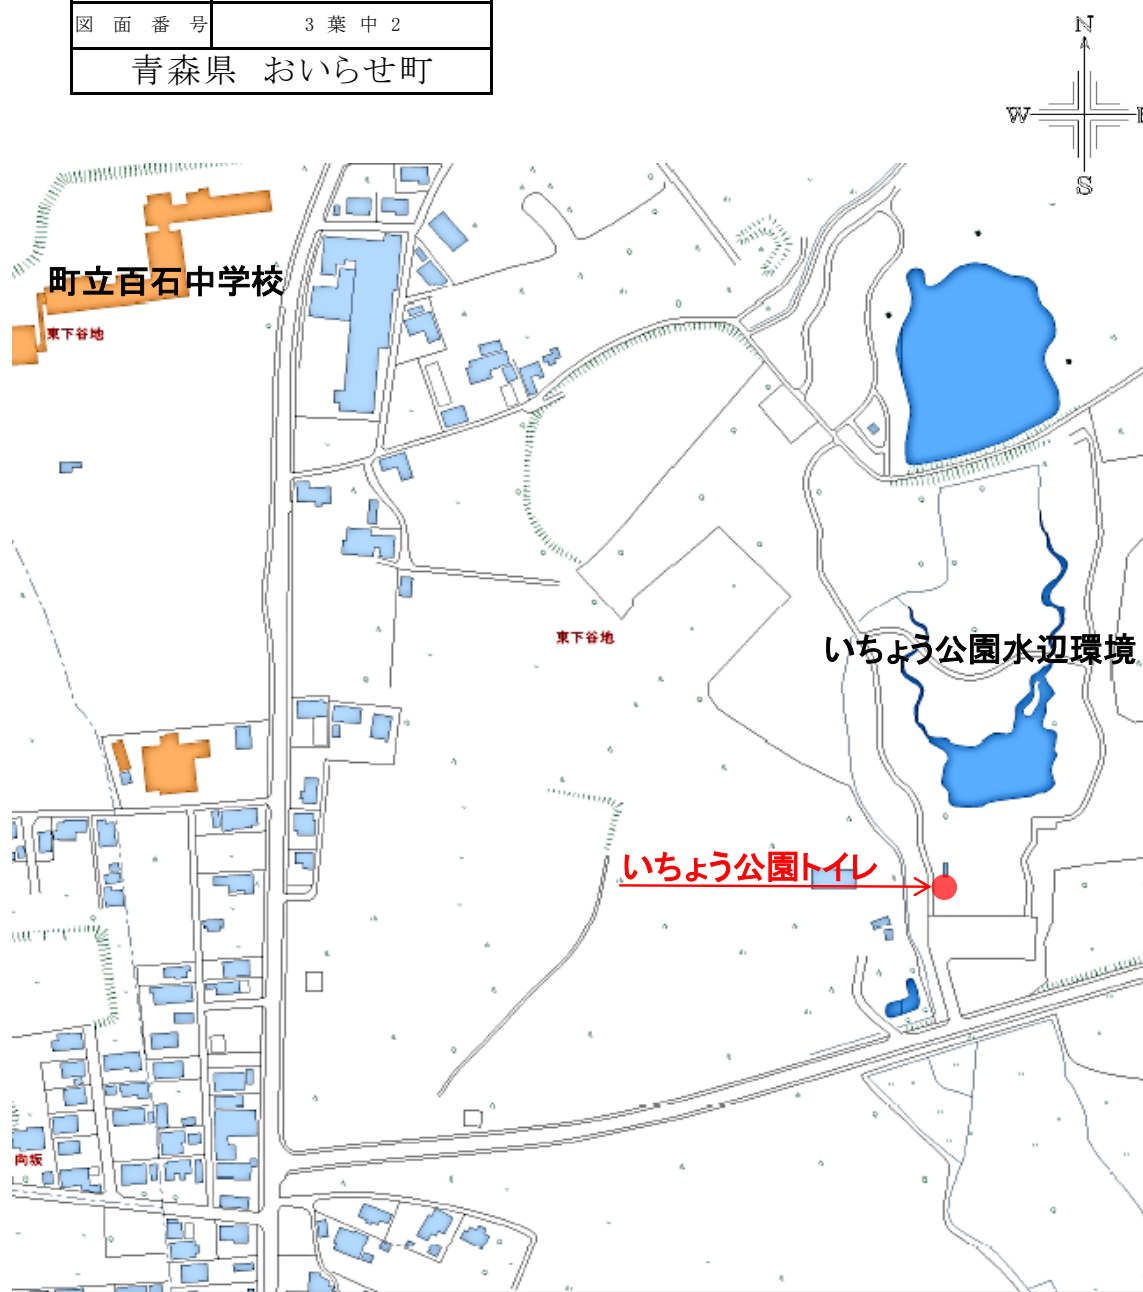 図面番号 3葉中2
青森県 おいらせ町
N
W
S
町立百石中学校
東下谷地
東下谷地
いちょう公園水辺環境
いちょう公園トイレ
向坂